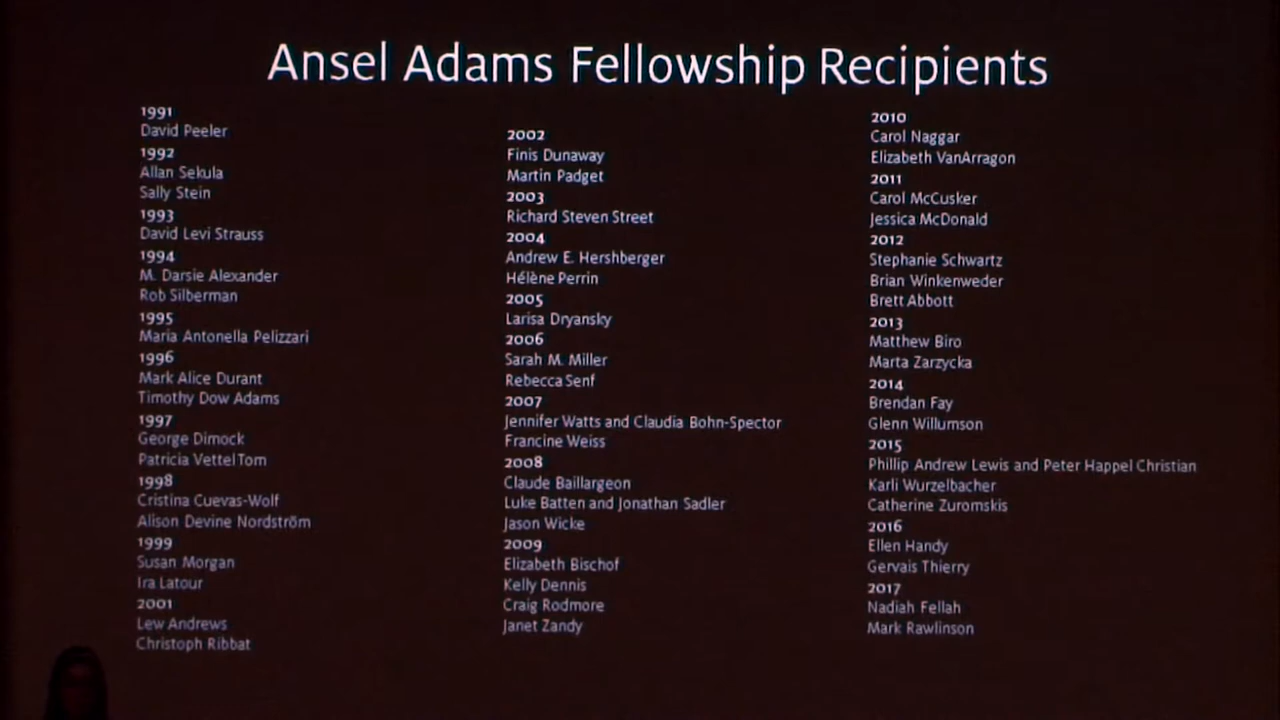 Ansel Adams Fellowship Recipients
1991
David Peeler
1992
Allan Sekula
Sally Stein
1993
David Levi Strauss
1994
M. Darsie Alexander
Rob Silberman
1995
Maria Antonella Pelizzari
1996
Mark Alice Durant
Timothy Dow Adams
1997
George Dimock
Patricia Vettel Tom
1998
Cristina Cuevas-Wolf
Alison Devine Nordström
1999
Susan Morgan
Ira Latour
2001
Lew Andrews
Christoph Ribbat
2002
Finis Dunaway
Martin Padget
2003
Richard Steven Street
2004
Andrew E. Hershberger
Hélène Perrin
2005
Larisa Dryansky
2006
Sarah M. Miller
Rebecca Senf
2007
Jennifer Watts and Claudia Bohn-Spector
Francine Weiss
2008
Claude Baillargeon
Luke Batten and Jonathan Sadler
Jason Wicke
2009
Elizabeth Bischof
Kelly Dennis
Craig Rodmore
Janet Zandy
2010
Carol Naggar
Elizabeth VanArragon
2011
Carol McCusker
Jessica McDonald
2012
Stephanie Schwartz
Brian Winkenweder
Brett Abbott
2013
Matthew Biro
Marta Zarzycka
2014
Brendan Fay
Glenn Willumson
2015
Phillip Andrew Lewis and Peter Happel Christian
Karli Wurzelbacher
Catherine Zuromskis
2016
Ellen Handy
Gervais Thierry
2017
Nadiah Fellah
Mark Rawlinson